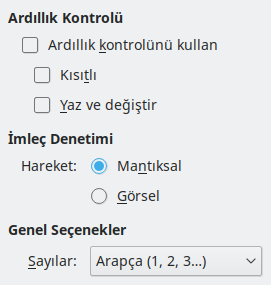 Ardıllık Kontrolü
Ardıllık kontrolünü kullan
Kısıtlı
Yaz ve değiştir
İmleç Denetimi
Hareket: Mantıksal
Görsel
Genel Seçenekler
Sayılar: Arapça (1, 2, 3...)